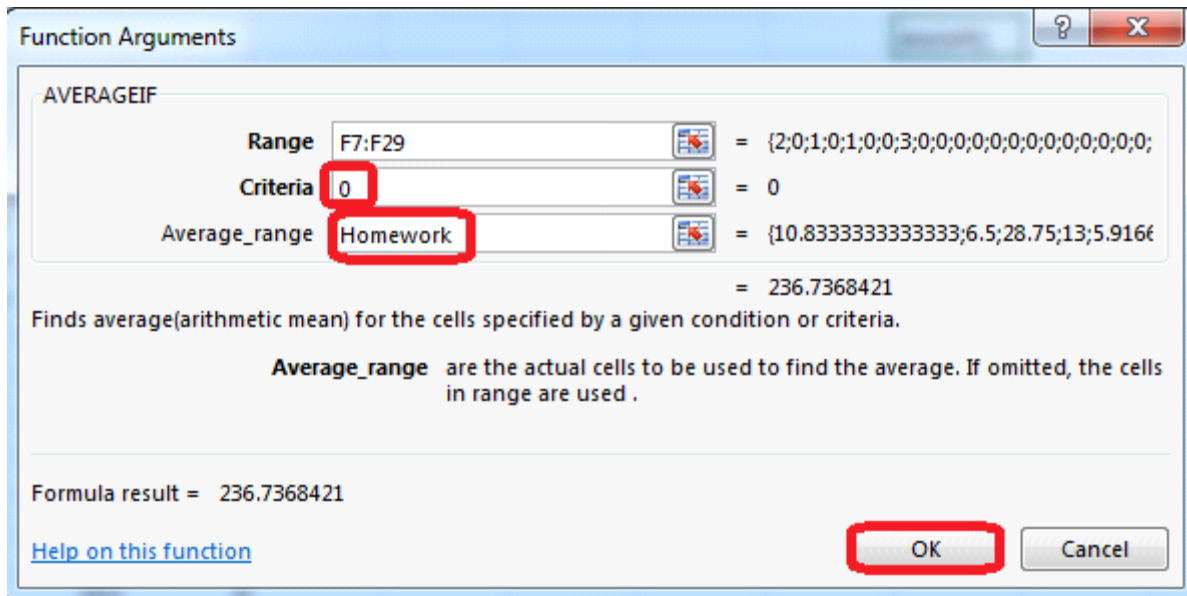 Function Arguments
AVERAGEIF
Range F7:F29 = {2;0;1;0;1;0;0;3;0;0;0;0;0;0;0;0;0;0;0;0;0;
Criteria 0 = 0
Average_range Homework = {10.8333333333333;6.5;28.75;13;5.9166
= 236.7368421
Finds average(arithmetic mean) for the cells specified by a given condition or criteria.
Average_range are the actual cells to be used to find the average. If omitted, the cells
in range are used .
Formula result = 236.7368421
Help on this function OK Cancel